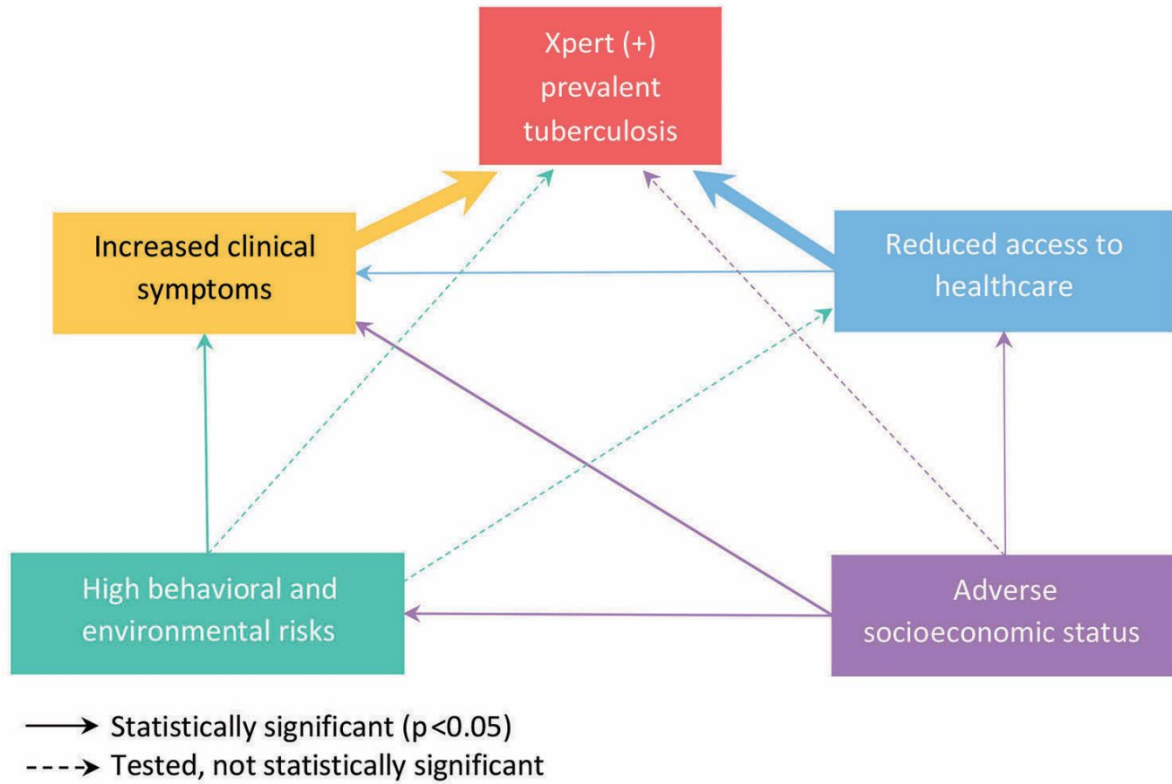 Xpert (+)
prevalent
tuberculosis
Increased clinical
symptoms
Reduced access to
healthcare
High behavioral and
environmental risks
Adverse
socioeconomic status
Statistically significant (p<0.05)
Tested, not statistically significant